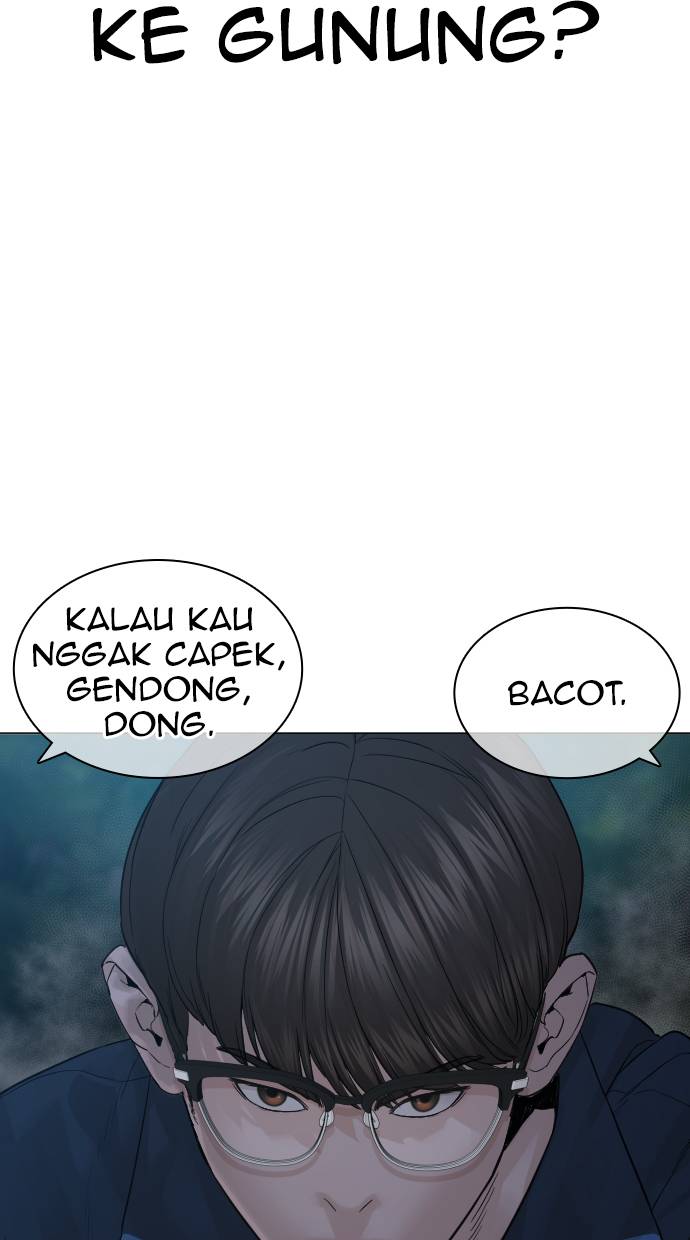 KE GUNUNG?
KALAU KAU
NGGAK CAPEK,
GENDONG,
DONG.
BACOT.